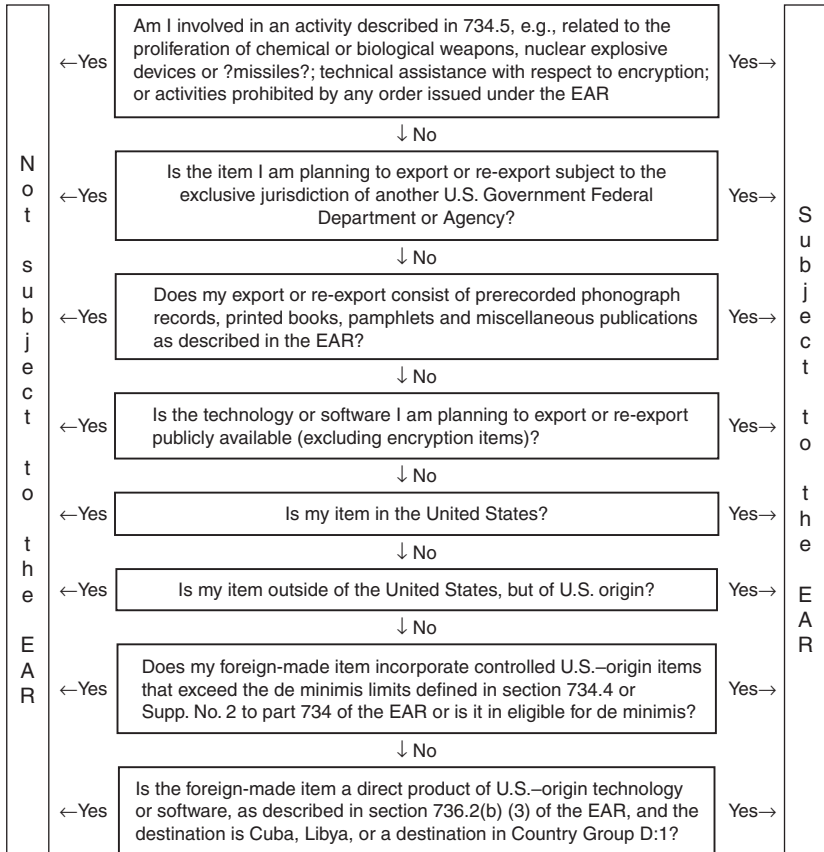 Not subject to the EAR
Am I involved in an activity described in 734.5, e.g., related to the
←Yes proliferation of chemical or biological weapons, nuclear explosive Yes→
devices or ?missiles?; technical assistance with respect to encryption;
or activities prohibited by any order issued under the EAR
↓ No
Is the item I am planning to export or re-export subject to the
←Yes exclusive jurisdiction of another U.S. Government Federal Yes→
Department or Agency?
↓ No
Does my export or re-export consist of prerecorded phonograph
←Yes records, printed books, pamphlets and miscellaneous publications Yes→
as described in the EAR?
↓ No
Is the technology or software I am planning to export or re-export
←Yes publicly available (excluding encryption items)? Yes→
↓ No
←Yes Is my item in the United States? Yes→
↓ No
←Yes Is my item outside of the United States, but of U.S. origin? Yes→
↓ No
Does my foreign-made item incorporate controlled U.S.–origin items
←Yes that exceed the de minimis limits defined in section 734.4 or Yes→
Supp. No. 2 to part 734 of the EAR or is it in eligible for de minimis?
↓ No
Is the foreign-made item a direct product of U.S.–origin technology
←Yes or software, as described in section 736.2(b) (3) of the EAR, and the Yes→
destination is Cuba, Libya, or a destination in Country Group D:1?
Subject to the EAR